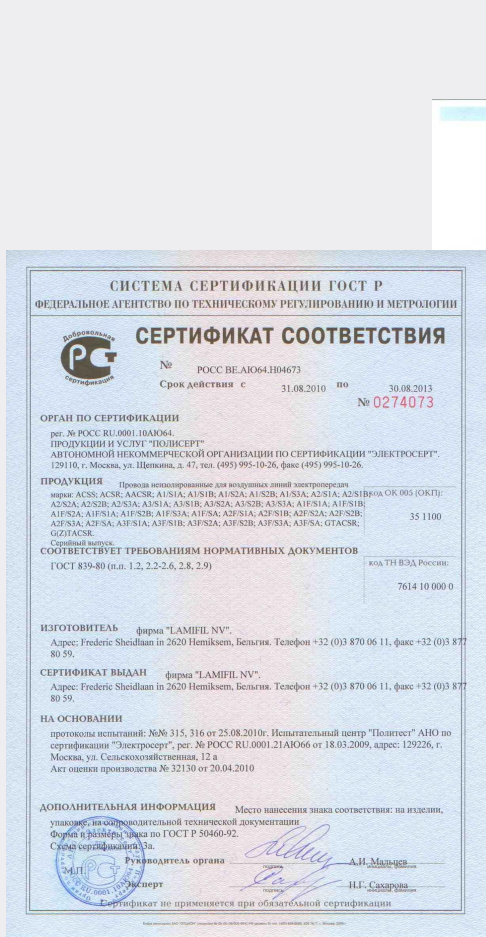 СИСТЕМА СЕРТИФИКАЦИИ ГОСТ Р
ФЕДЕРАЛЬНОЕ АГЕНТСТВО ПО ТЕХНИЧЕСКОМУ РЕГУЛИРОВАНИЮ И МЕТРОЛОГИИ
Добровольная
сертификация
СЕРТИФИКАТ СООТВЕТСТВИЯ
№ РОСС BE.АЮ64.Н04673
Срок действия с 31.08.2010 по 30.08.2013
№ 0274073
ОРГАН ПО СЕРТИФИКАЦИИ
рег. № РОСС RU.0001.10АЮ64.
ПРОДУКЦИИ И УСЛУГ "ПОЛИСЕРТ"
АВТОНОМНОЙ НЕКОММЕРЧЕСКОЙ ОРГАНИЗАЦИИ ПО СЕРТИФИКАЦИИ "ЭЛЕКТРОСЕРТ".
129110, г. Москва, ул. Щепкина, д. 47, тел. (495) 995-10-26, факс (495) 995-10-26.
ПРОДУКЦИЯ Провода неизолированные для воздушных линий электропередач
марки: ACSS; ACSR; AACSR; A1/S1A; A1/S1B; A1/S2A; A1/S2B; A1/S3A; A2/S1A; A2/S1B;
A2/S2A; A2/S2B; A2/S3A; A3/S1A; A3/S1B; A3/S2A; A3/S2B; A3/S3A; A1F/S1A; A1F/S1B;
A1F/S2A; A1F/S1A; A1F/S2B; A1F/S3A; A1F/SA; A2F/S1A; A2F/S1B; A2F/S2A; A2F/S2B;
A2F/S3A; A2F/SA; A3F/S1A; A3F/S1B; A3F/S2A; A3F/S2B; A3F/S3A; A3F/SA; GTACSR;
G(Z)TACSR.
Серийный выпуск.
код ОК 005 (ОКП):
35 1100
СООТВЕТСТВУЕТ ТРЕБОВАНИЯМ НОРМАТИВНЫХ ДОКУМЕНТОВ
ГОСТ 839-80 (п.п. 1.2, 2.2-2.6, 2.8, 2.9)
код ТН ВЭД России:
7614 10 000 0
ИЗГОТОВИТЕЛЬ фирма "LAMIFIL NV".
Адрес: Frederic Sheidlaan in 2620 Hemiksem, Бельгия. Телефон +32 (0)3 870 06 11, факс +32 (0)3 877
80 59.
СЕРТИФИКАТ ВЫДАН фирма "LAMIFIL NV".
Адрес: Frederic Sheidlaan in 2620 Hemiksem, Бельгия. Телефон +32 (0)3 870 06 11, факс +32 (0)3 877
80 59.
НА ОСНОВАНИИ
протоколы испытаний: №№ 315, 316 от 25.08.2010г. Испытательный центр "Политест" АНО по
сертификации "Электросерт", рег. № РОСС RU.0001.21АЮ66 от 18.03.2009, адрес: 129226, г.
Москва, ул. Сельскохозяйственная, 12 а
Акт оценки производства № 32130 от 20.04.2010
ДОПОЛНИТЕЛЬНАЯ ИНФОРМАЦИЯ Место нанесения знака соответствия: на изделии,
упаковке, на сопроводительной технической документации
Форма и размеры знака по ГОСТ Р 50460-92.
Схема сертификации: 3а.
Руководитель органа А.И. Мальцев
подпись инициалы, фамилия
М.П.
Эксперт Н.Г. Сахарова
подпись инициалы, фамилия
Сертификат не применяется при обязательной сертификации